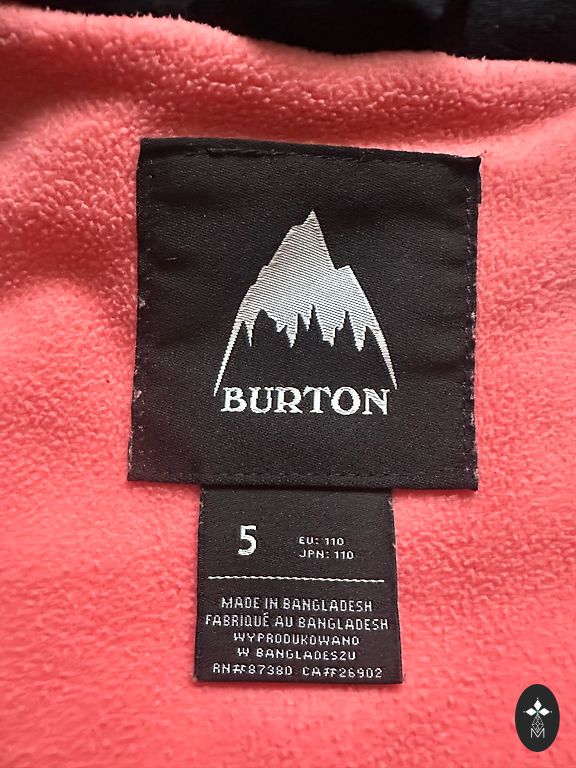 BURTON
5
EU: 110
JPN: 110
MADE IN BANGLADESH
FABRIQUÉ AU BANGLADESH
WYPRODUKOWANO
W BANGLADESZU
RN#87380 CA#26902
M